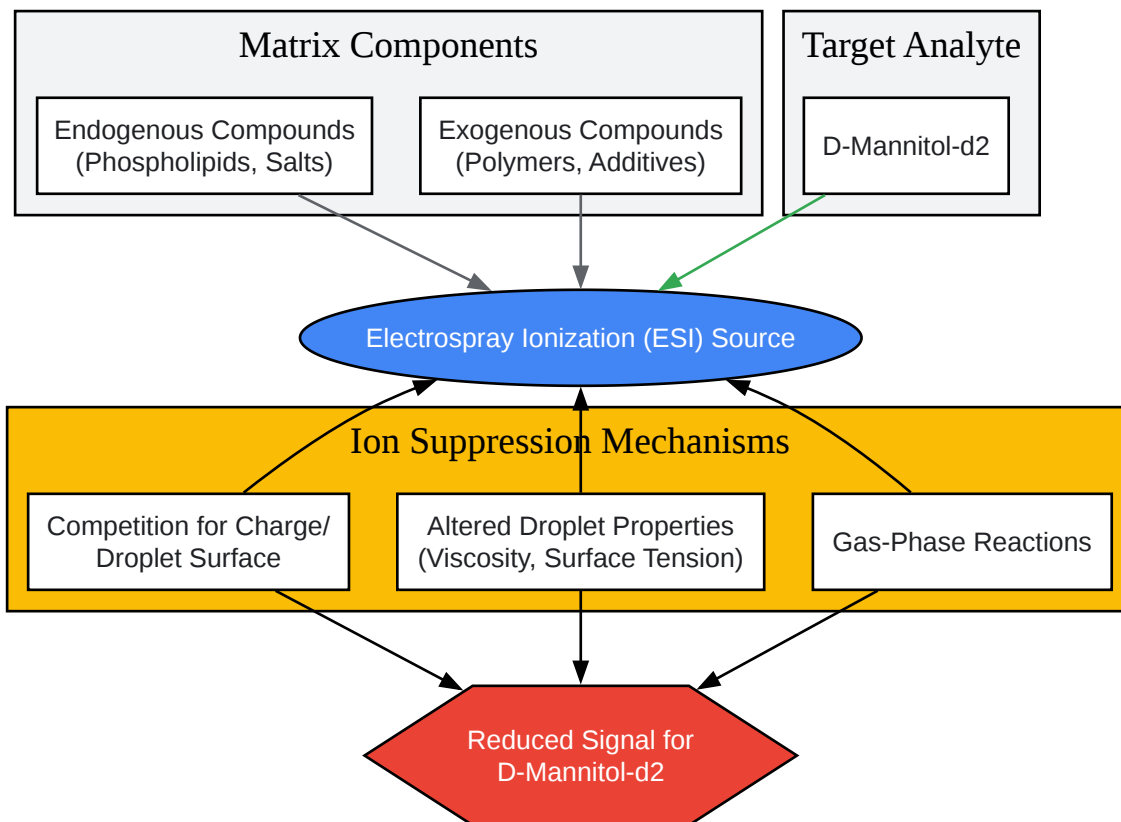 Matrix Components
Target Analyte
Endogenous Compounds
(Phospholipids, Salts)
Exogenous Compounds
(Polymers, Additives)
D-Mannitol-d2
Electrospray Ionization (ESI) Source
Ion Suppression Mechanisms
Competition for Charge/
Droplet Surface
Altered Droplet Properties
(Viscosity, Surface Tension)
Gas-Phase Reactions
Reduced Signal for
D-Mannitol-d2